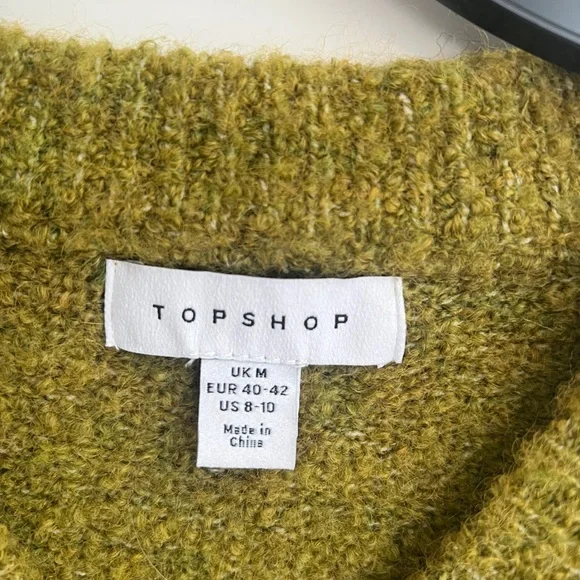 TOPSHOP
UK M
EUR 40-42
US 8-10
Made in
China